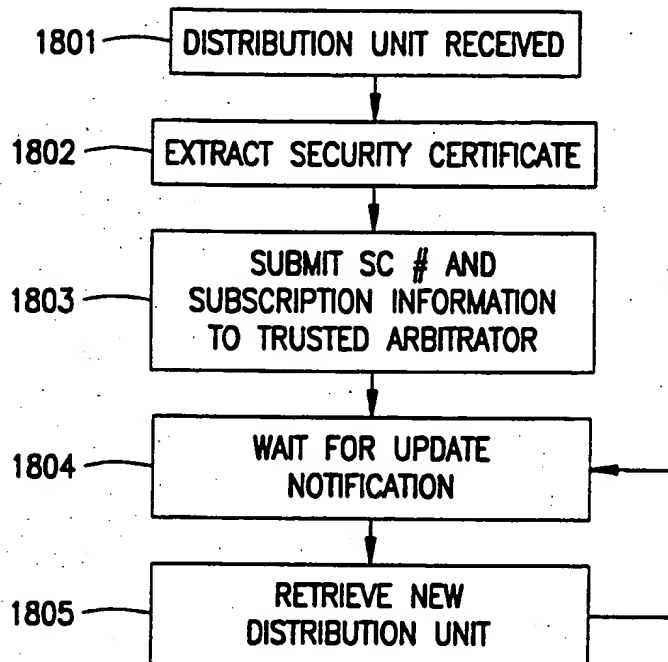 1801
DISTRIBUTION UNIT RECEIVED
1802
EXTRACT SECURITY CERTIFICATE
1803
SUBMIT SC # AND
SUBSCRIPTION INFORMATION
TO TRUSTED ARBITRATOR
1804
WAIT FOR UPDATE
NOTIFICATION
1805
RETRIEVE NEW
DISTRIBUTION UNIT